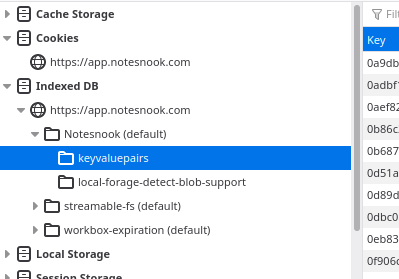 Cache Storage
Cookies
https://app.notesnook.com
Indexed DB
https://app.notesnook.com
Notesnook (default)
keyvaluepairs
local-forage-detect-blob-support
streamable-fs (default)
workbox-expiration (default)
Local Storage
Session Storage
Filt
Key
0a9db
0adbf
0aef82
0b86c
0b687
0d51a
0d89d
0dbc0
0eb83
0f906c